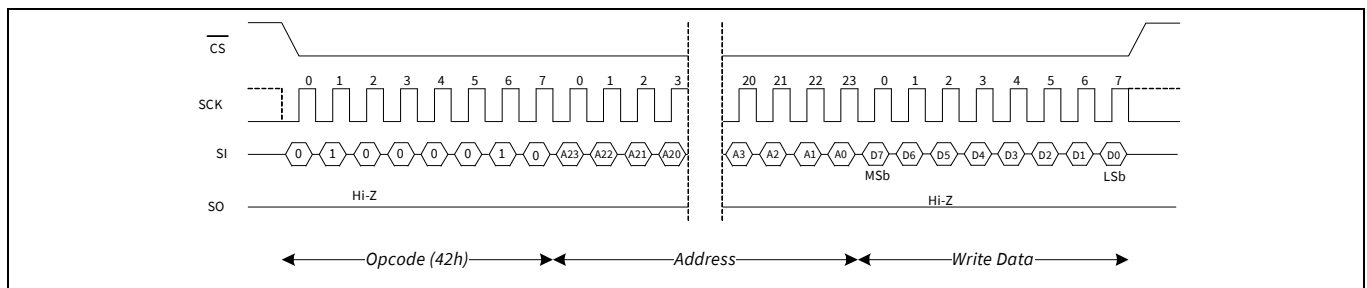 CS
0 1 2 3 4 5 6 7 0 1 2 3 20 21 22 23 0 1 2 3 4 5 6 7
SCK
SI 0 1 0 0 0 0 1 0 A23 A22 A21 A20 A3 A2 A1 A0 D7 D6 D5 D4 D3 D2 D1 D0
MSb LSb
Hi-Z Hi-Z
SO
Opcode (42h) Address Write Data